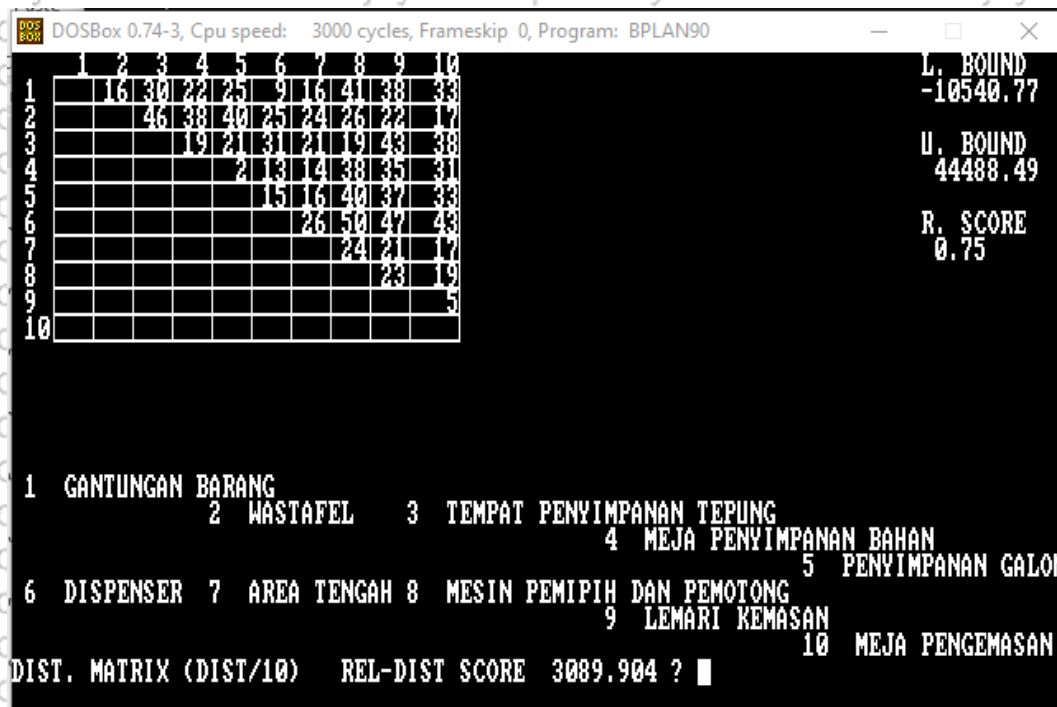 DOSBox 0.74-3, Cpu speed: 3000 cycles, Frameskip 0, Program: BPLAN90
1 2 3 4 5 6 7 8 9 10 L. BOUND
1 16 30 22 25 9 16 41 38 33 -10540.77
2 46 38 40 25 24 26 22 17
3 19 21 31 21 19 43 38 U. BOUND
4 2 13 14 38 35 31 44488.49
5 15 16 40 37 33
6 26 50 47 43 R. SCORE
7 24 21 17 0.75
8 23 19
9 5
10
1 GANTUNGAN BARANG
2 WASTAFEL 3 TEMPAT PENYIMPANAN TEPUNG
4 MEJA PENYIMPANAN BAHAN
5 PENYIMPANAN GALON
6 DISPENSER 7 AREA TENGAH 8 MESIN PEMIPIH DAN PEMOTONG
9 LEMARI KEMASAN
10 MEJA PENGEMASAN
DIST. MATRIX (DIST/10) REL-DIST SCORE 3089.904 ?